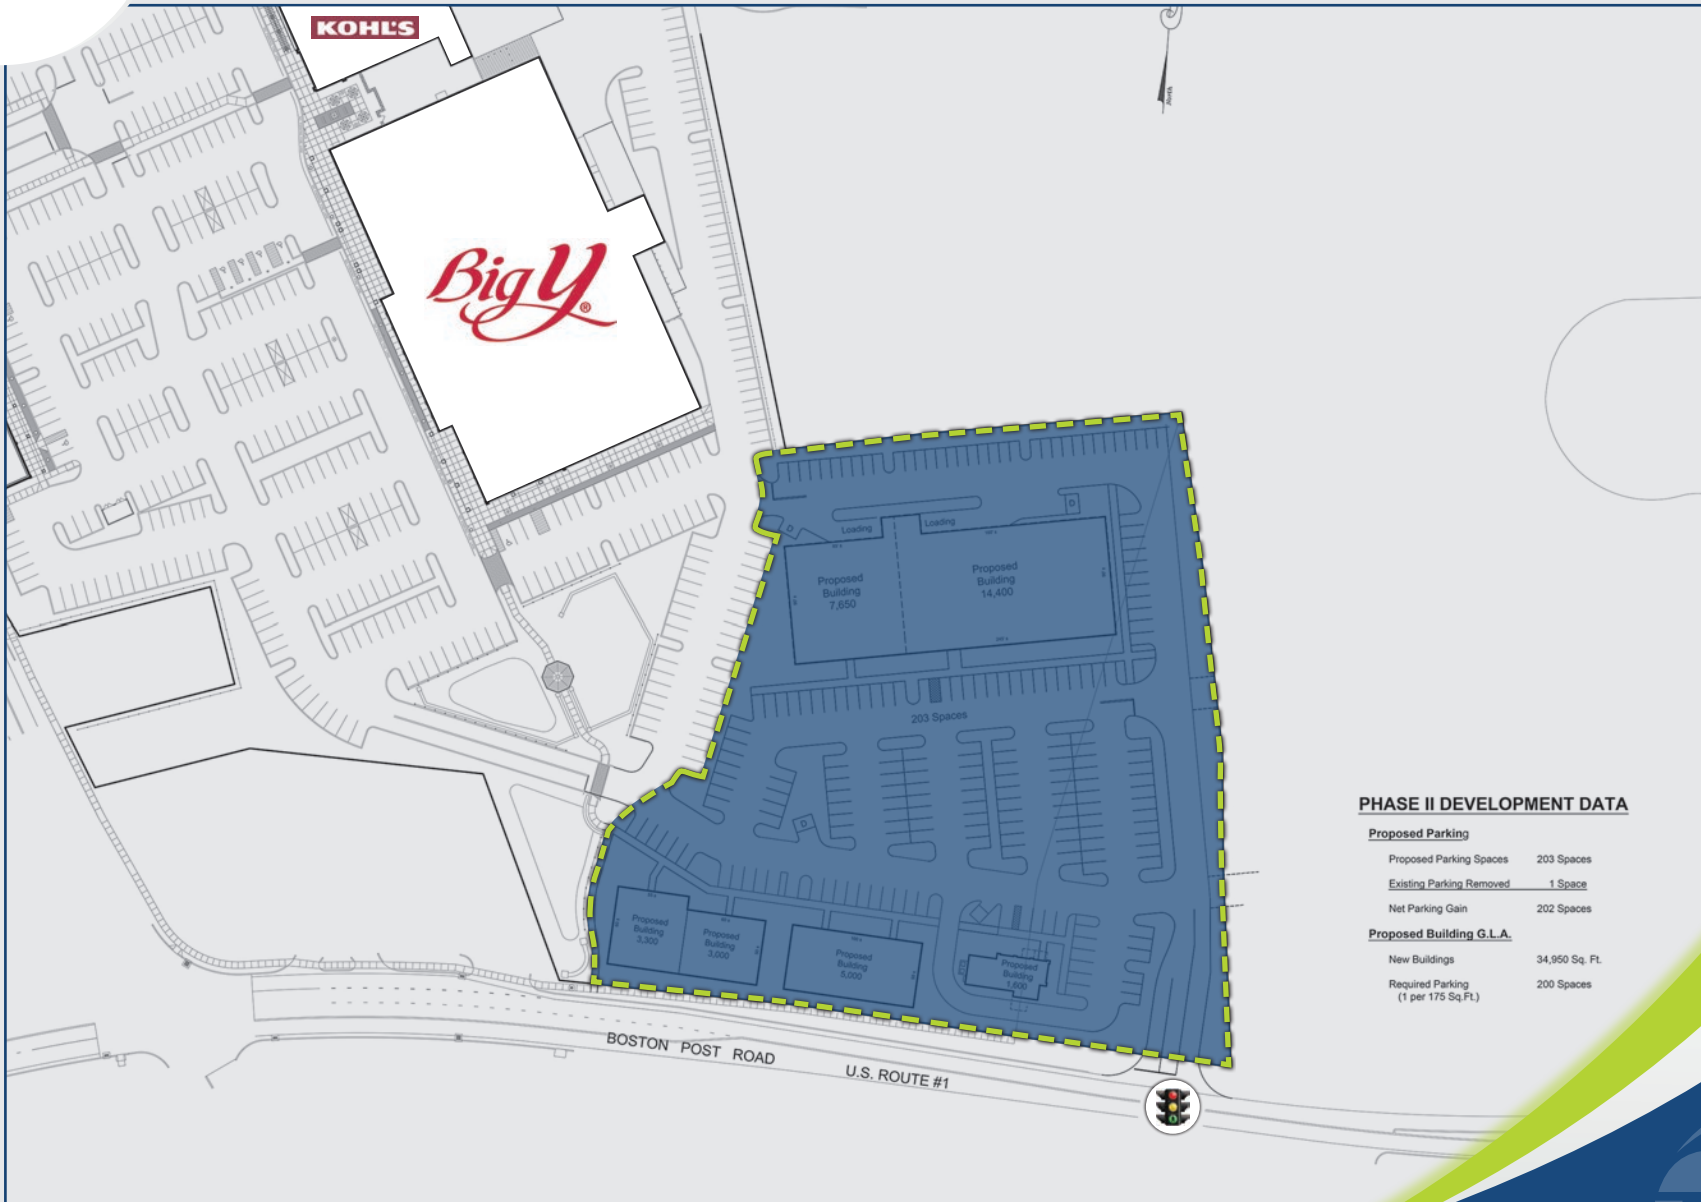 KOHL'S
North
Big Y®
D
Loading
Loading
D
Proposed
Building
7,650
Proposed
Building
14,400
203 Spaces
D
Proposed
Building
3,300
Proposed
Building
3,000
Proposed
Building
5,000
Proposed
Building
1,600
BOSTON POST ROAD
U.S. ROUTE #1
PHASE II DEVELOPMENT DATA
Proposed Parking
Proposed Parking Spaces 203 Spaces
Existing Parking Removed 1 Space
Net Parking Gain 202 Spaces
Proposed Building G.L.A.
New Buildings 34,950 Sq. Ft.
Required Parking 200 Spaces
(1 per 175 Sq.Ft.)